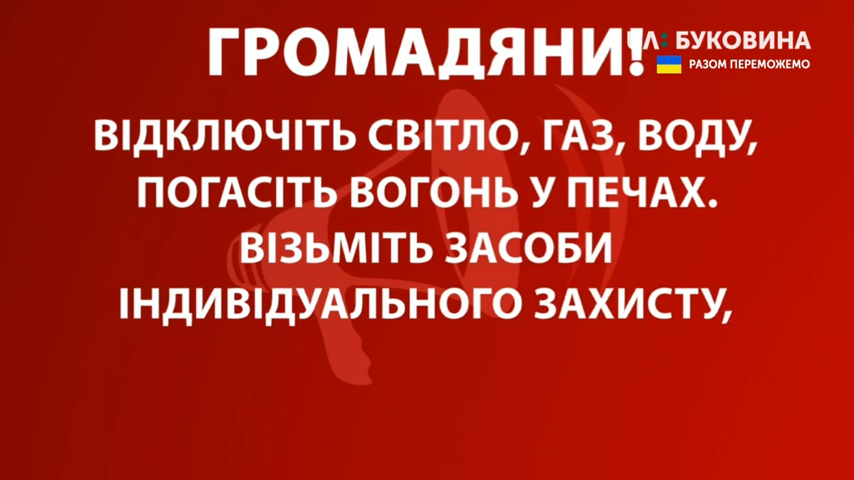 ГРОМАДЯНИ!
БУКОВИНА
РАЗОМ ПЕРЕМОЖЕМО
ВІДКЛЮЧІТЬ СВІТЛО, ГАЗ, ВОДУ,
ПОГАСІТЬ ВОГОНЬ У ПЕЧАХ.
ВІЗЬМІТЬ ЗАСОБИ
ІНДИВІДУАЛЬНОГО ЗАХИСТУ,